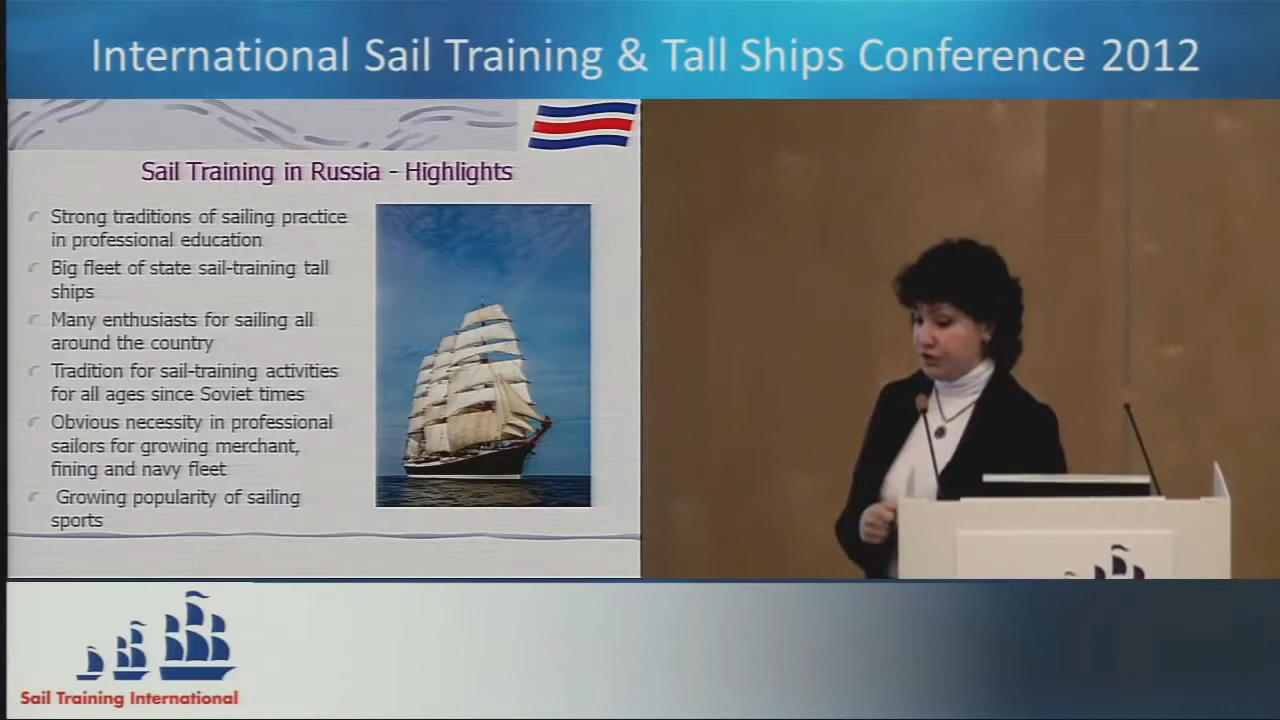 International Sail Training & Tall Ships Conference 2012
Sail Training in Russia - Highlights
Strong traditions of sailing practice
in professional education
Big fleet of state sail-training tall
ships
Many enthusiasts for sailing all
around the country
Tradition for sail-training activities
for all ages since Soviet times
Obvious necessity in professional
sailors for growing merchant,
fining and navy fleet
Growing popularity of sailing
sports
Sail Training International